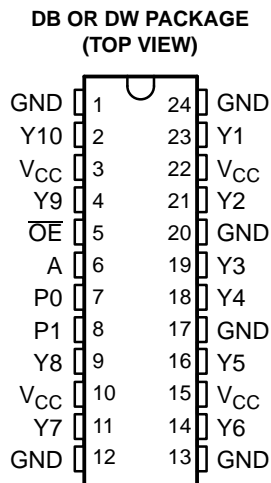 DB OR DW PACKAGE
(TOP VIEW)
GND 1 24 GND
Y10 2 23 Y1
VCC 3 22 VCC
Y9 4 21 Y2
O̅E̅ 5 20 GND
A 6 19 Y3
P0 7 18 Y4
P1 8 17 GND
Y8 9 16 Y5
VCC 10 15 VCC
Y7 11 14 Y6
GND 12 13 GND